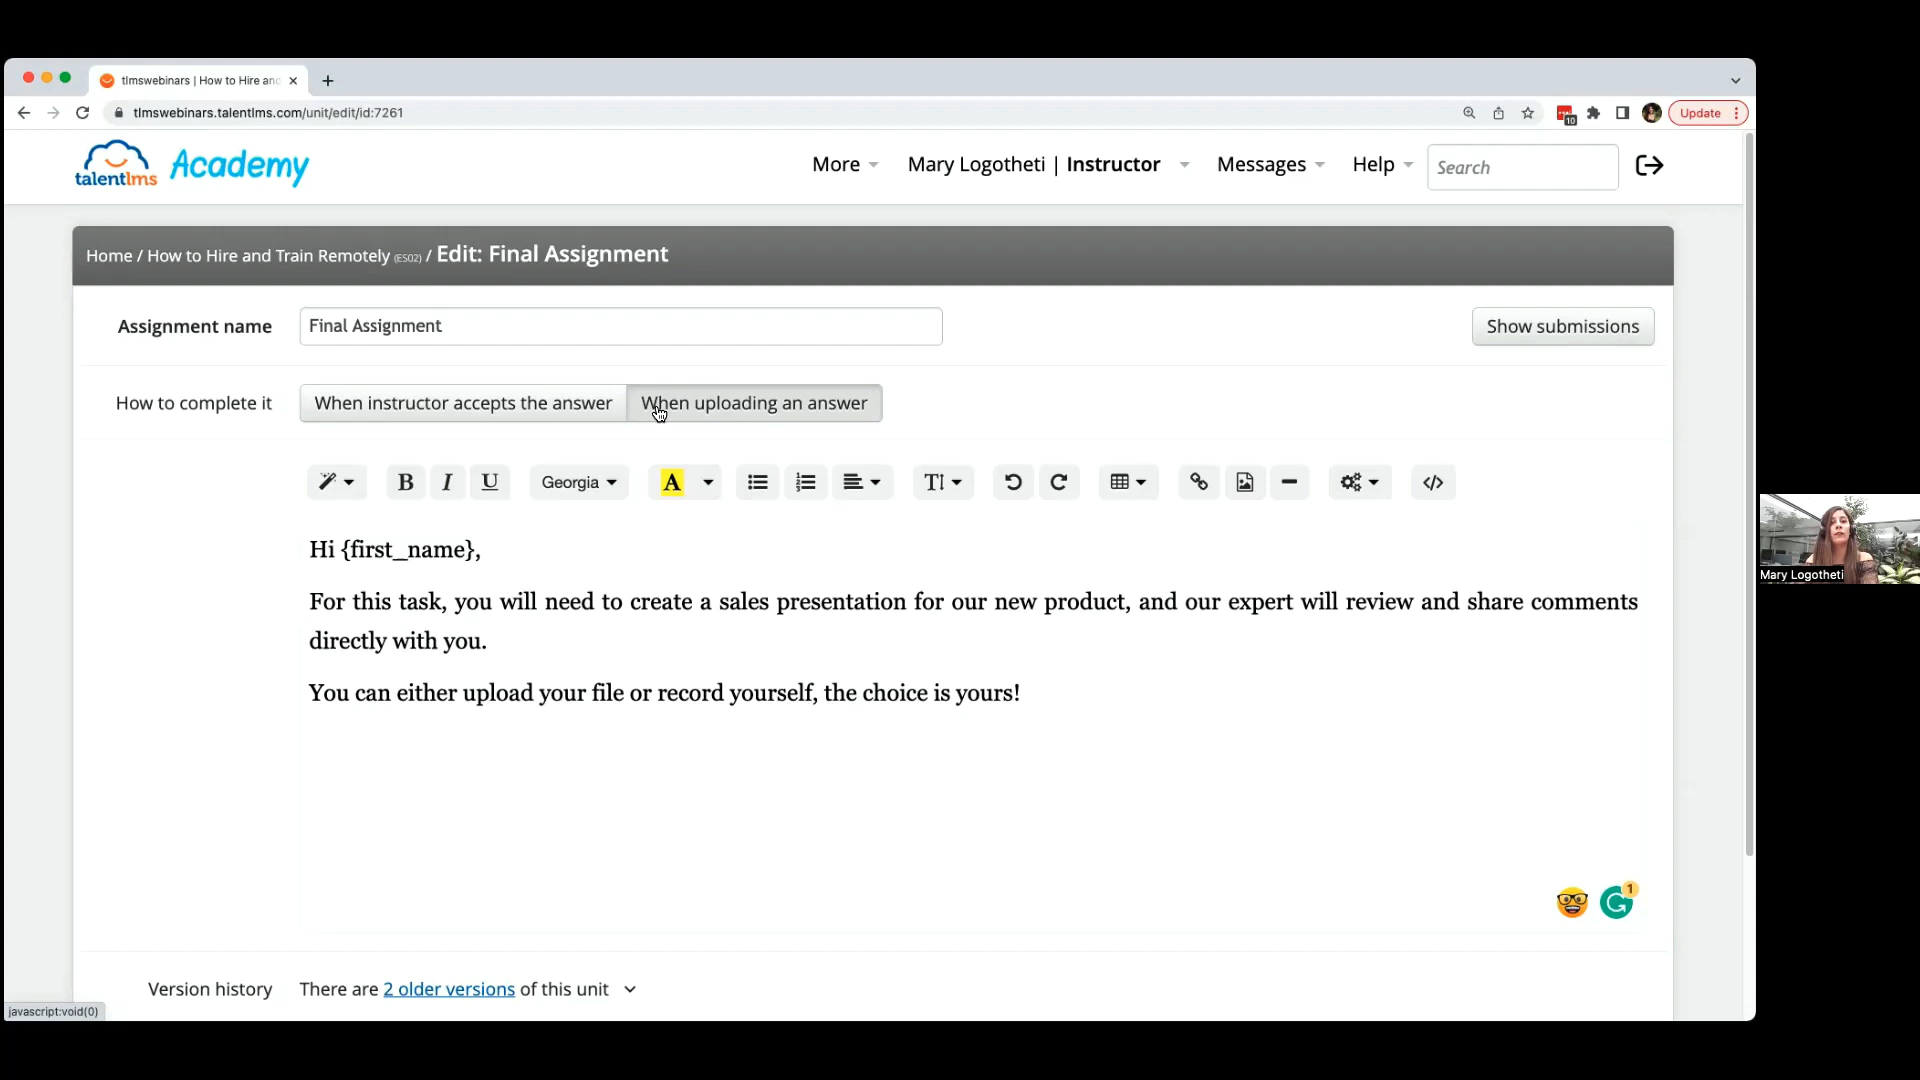 tlmswebinars | How to Hire and
tlmswebinars.talentlms.com/unit/edit/id:7261
10
Update
talentlms Academy
More
Mary Logotheti | Instructor
Messages
Help
Search
Home / How to Hire and Train Remotely (ES02) / Edit: Final Assignment
Assignment name
Final Assignment
Show submissions
How to complete it
When instructor accepts the answer
When uploading an answer
B I U Georgia A
Hi {first_name},
For this task, you will need to create a sales presentation for our new product, and our expert will review and share comments
directly with you.
You can either upload your file or record yourself, the choice is yours!
Mary Logotheti
1
Version history
There are 2 older versions of this unit
javascript:void(0)